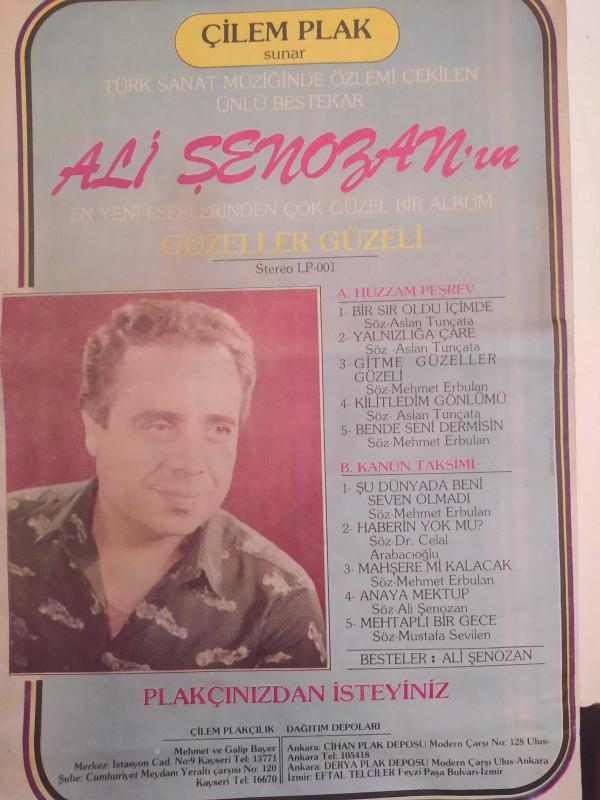 ÇİLEM PLAK
sunar
TÜRK SANAT MÜZİĞİNDE ÖZLEMİ ÇEKİLEN
ÜNLÜ BESTEKAR
ALİ ŞENOZAN'ın
EN YENİ ESERLERİNDEN ÇOK GÜZEL BİR ALBÜM
GÜZELLER GÜZELİ
Stereo LP-001
A. HÜZZAM PEŞREV
1- BİR SIR OLDU İÇİMDE
Söz-Aslan Tunçata
2- YALNIZLIĞA ÇARE
Söz -Aslan Tunçata
3- GİTME GÜZELLER
GÜZELİ
Söz-Mehmet Erbulan
4- KİLİTLEDİM GÖNLÜMÜ
Söz- Aslan Tunçata
5- BENDE SENİ DERMİSİN
Söz-Mehmet Erbulan
B. KANUN TAKSIMİ
1- ŞU DÜNYADA BENİ
SEVEN OLMADI
Söz-Mehmet Erbulan
2- HABERİN YOK MU?
Söz-Dr. Celal
Arabacıoğlu
3- MAHŞERE Mİ KALACAK
Söz-Mehmet Erbulan
4- ANAYA MEKTUP
Söz-Ali Şenozan
5- MEHTAPLI BİR GECE
Söz-Mustafa Sevilen
BESTELER : ALİ ŞENOZAN
PLAKÇINIZDAN İSTEYİNİZ
ÇİLEM PLAKÇILIK
Mehmet ve Galip Bayer
Merkez: İstasyon Cad. No:9 Kayseri Tel: 13771
Şube: Cumhuriyet Meydanı Yeraltı çarşısı No: 120
Kayseri Tel: 16670
DAĞITIM DEPOLARI
Ankara: CİHAN PLAK DEPOSU Modern Çarşı No: 128 Ulus-
Ankara Tel: 105418
Ankara: DERYA PLAK DEPOSU Modern Çarşı Ulus-Ankara
İzmir: EFTAL TELCİLER Feyzi Paşa Bulvarı-İzmir